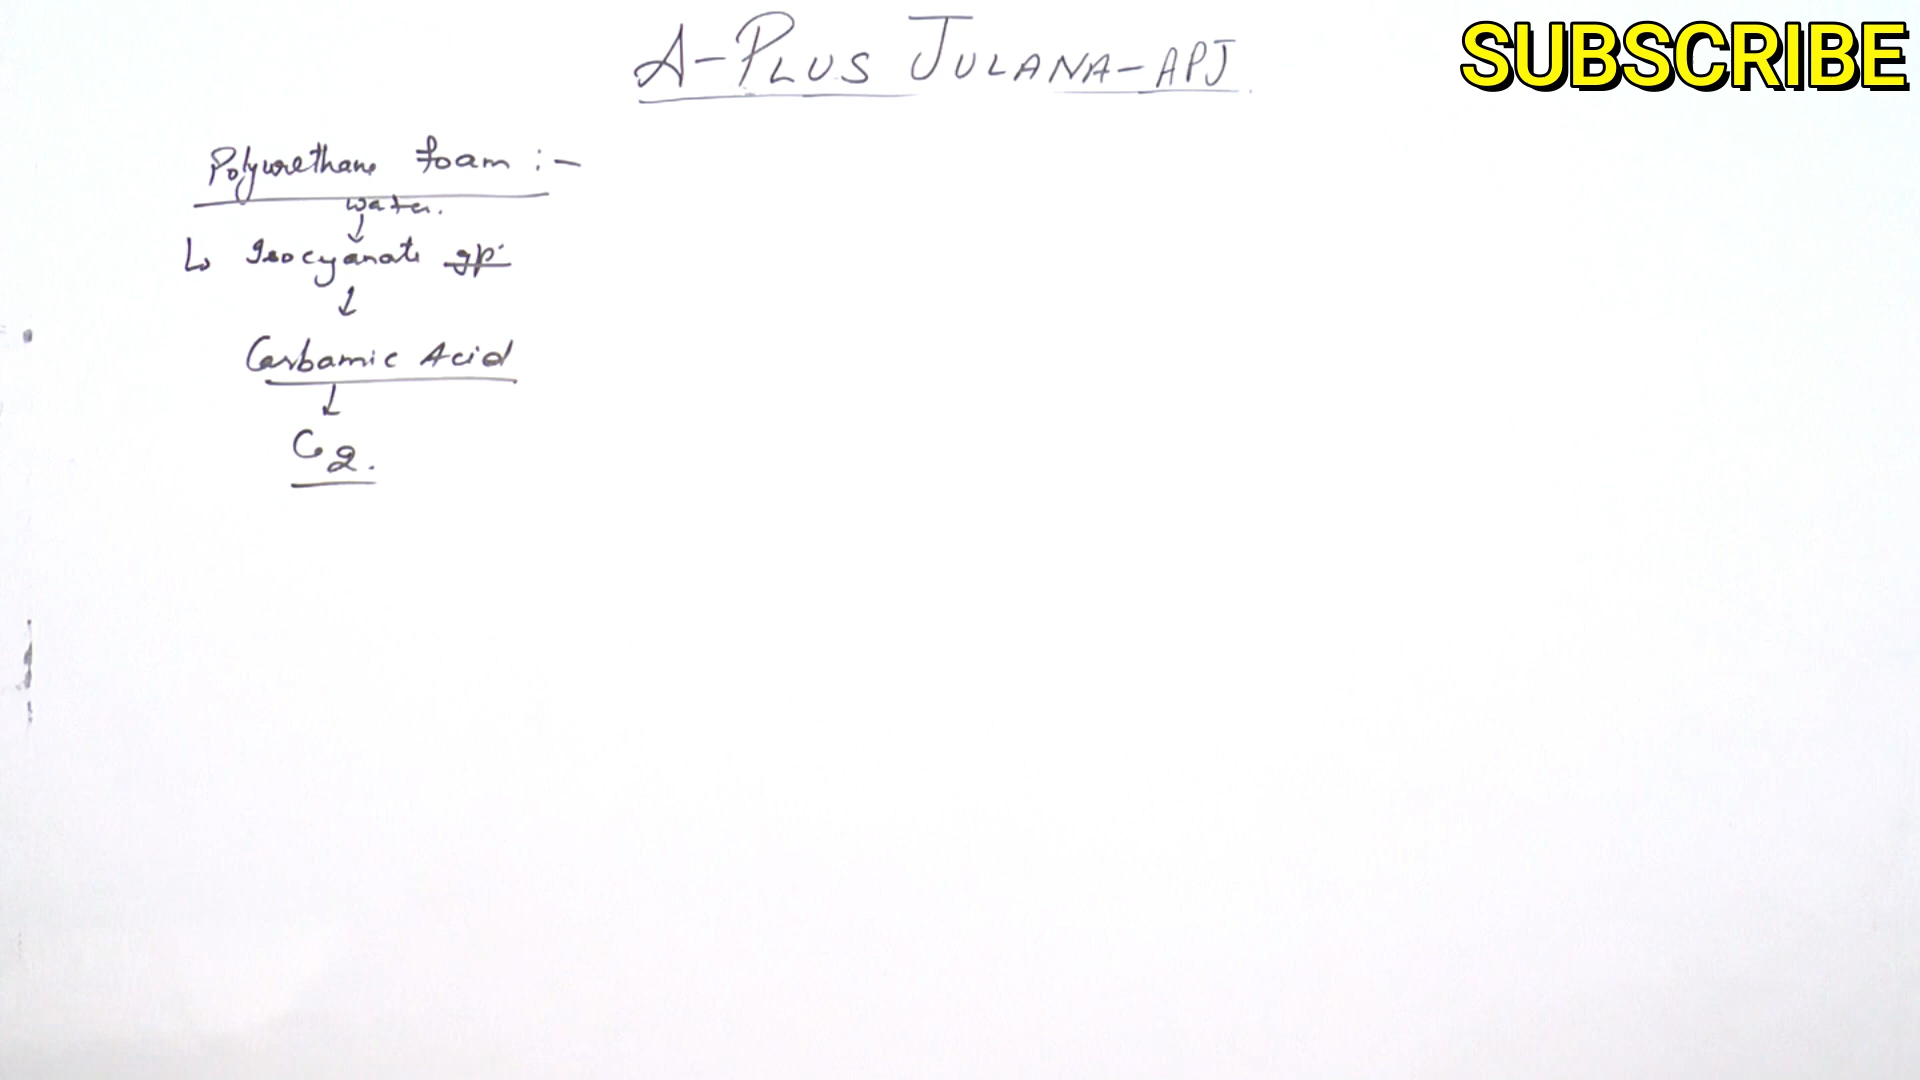 A-PLUS JULANA-APJ
SUBSCRIBE
Polyurethane foam :-
water.
↳ Isocyanate gp.
↓
Carbamic Acid
↓
Co2.